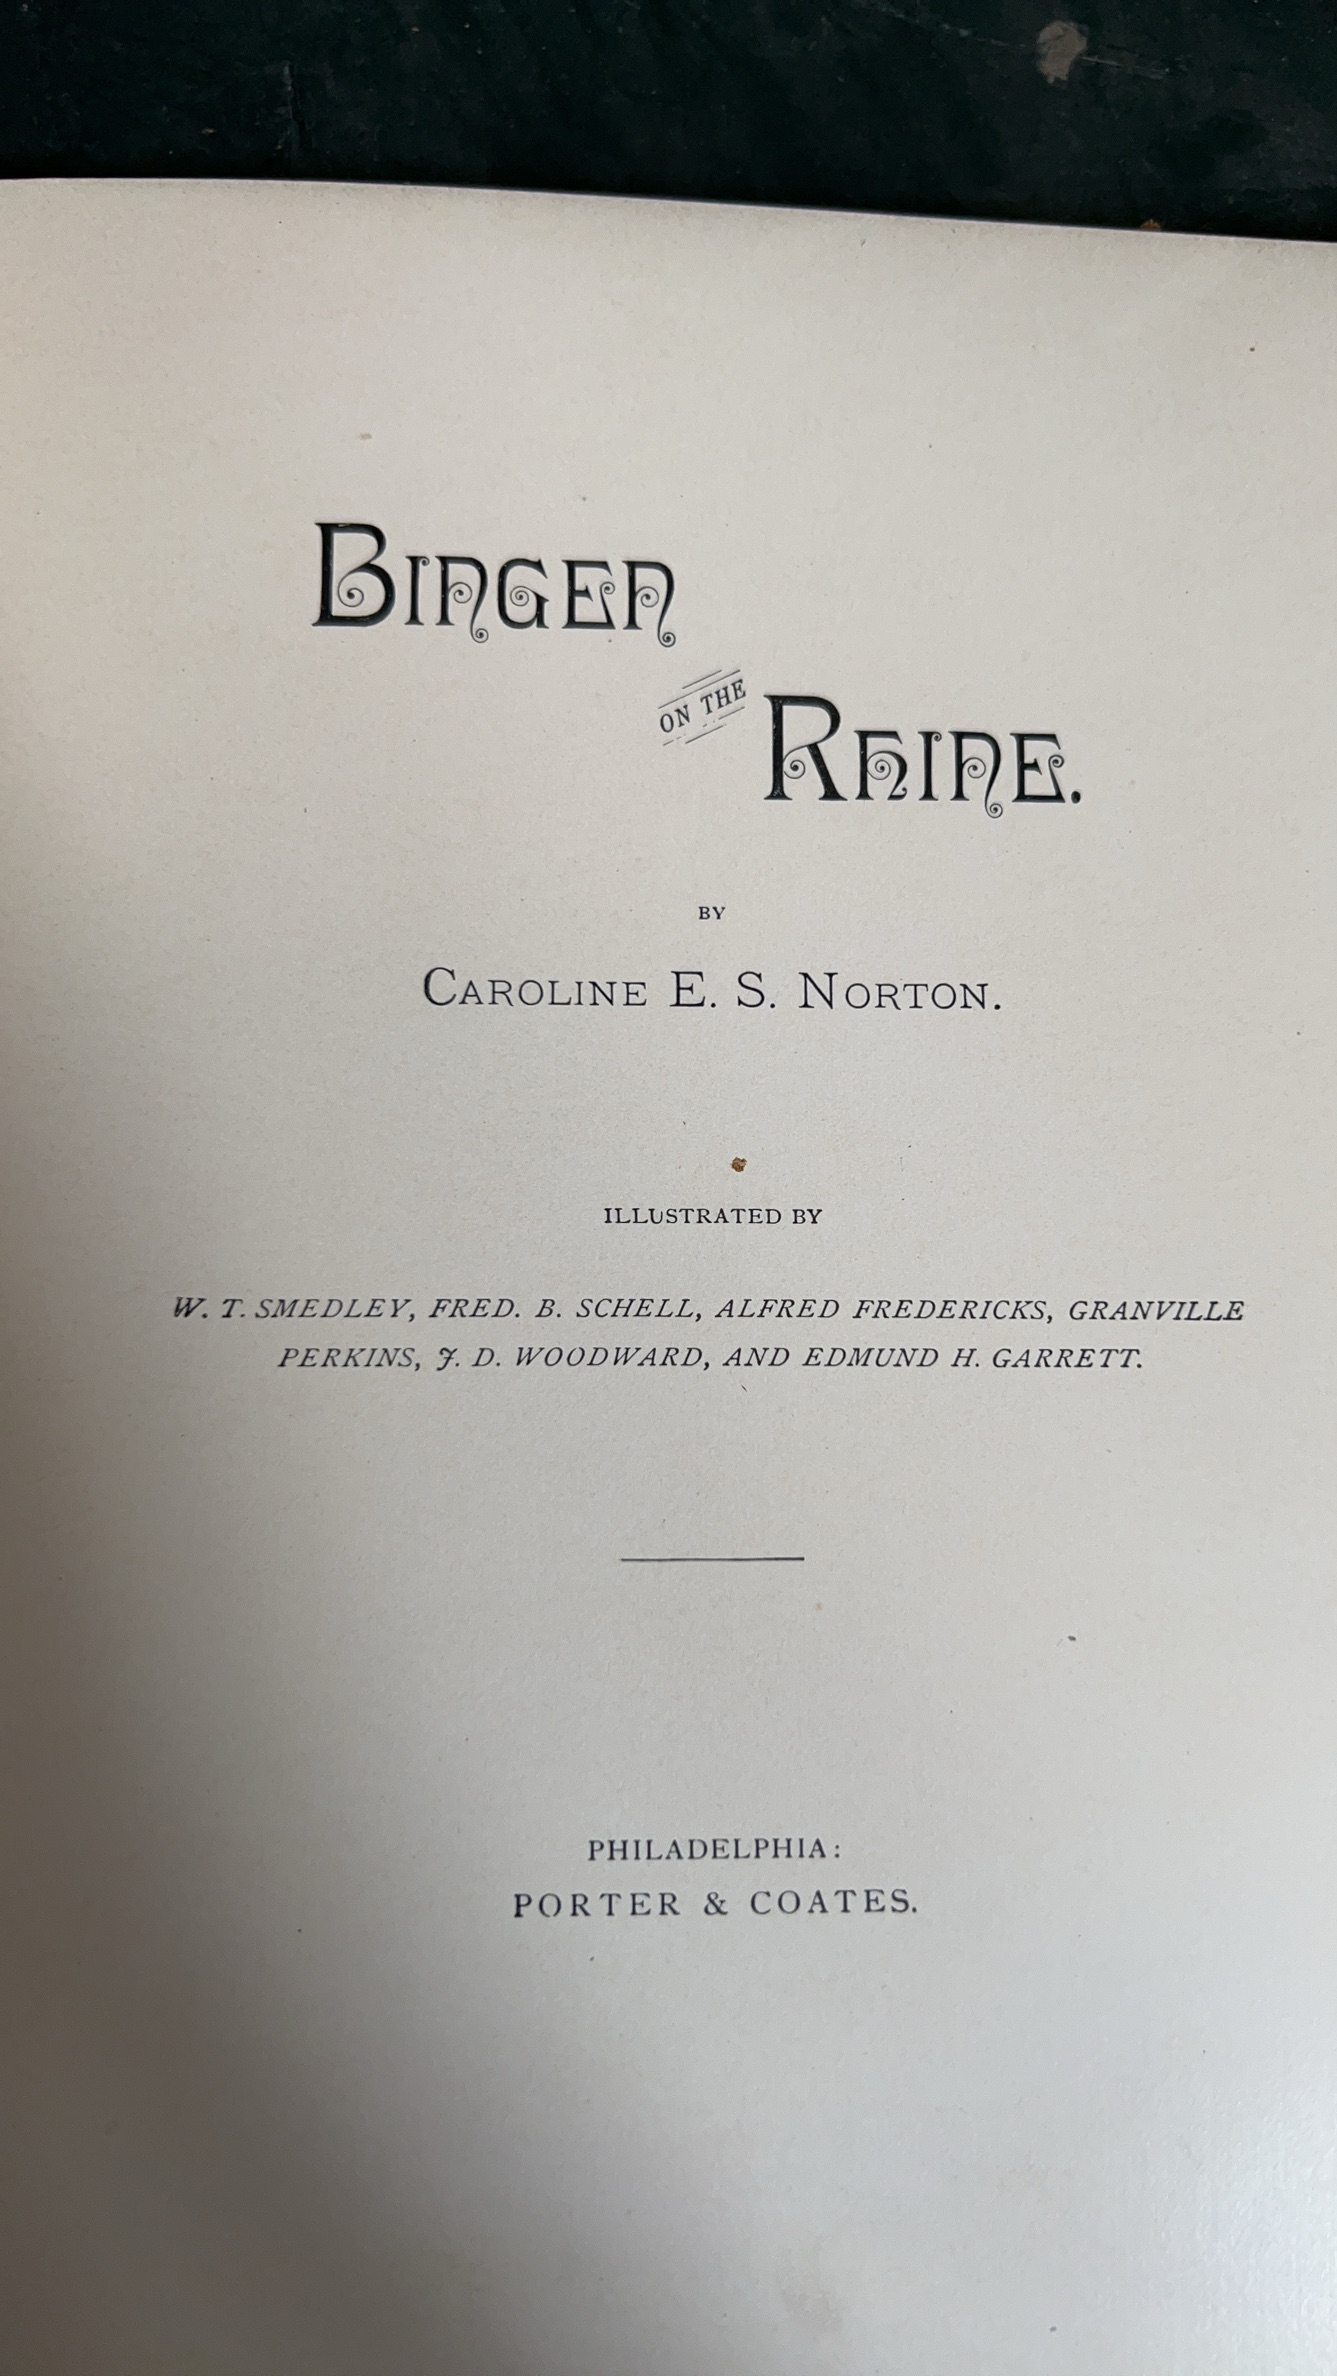 BINGEN
ON THE
RHINE.
BY
CAROLINE E. S. NORTON.
ILLUSTRATED BY
W. T. SMEDLEY, FRED. B. SCHELL, ALFRED FREDERICKS, GRANVILLE
PERKINS, J. D. WOODWARD, AND EDMUND H. GARRETT.
PHILADELPHIA:
PORTER & COATES.